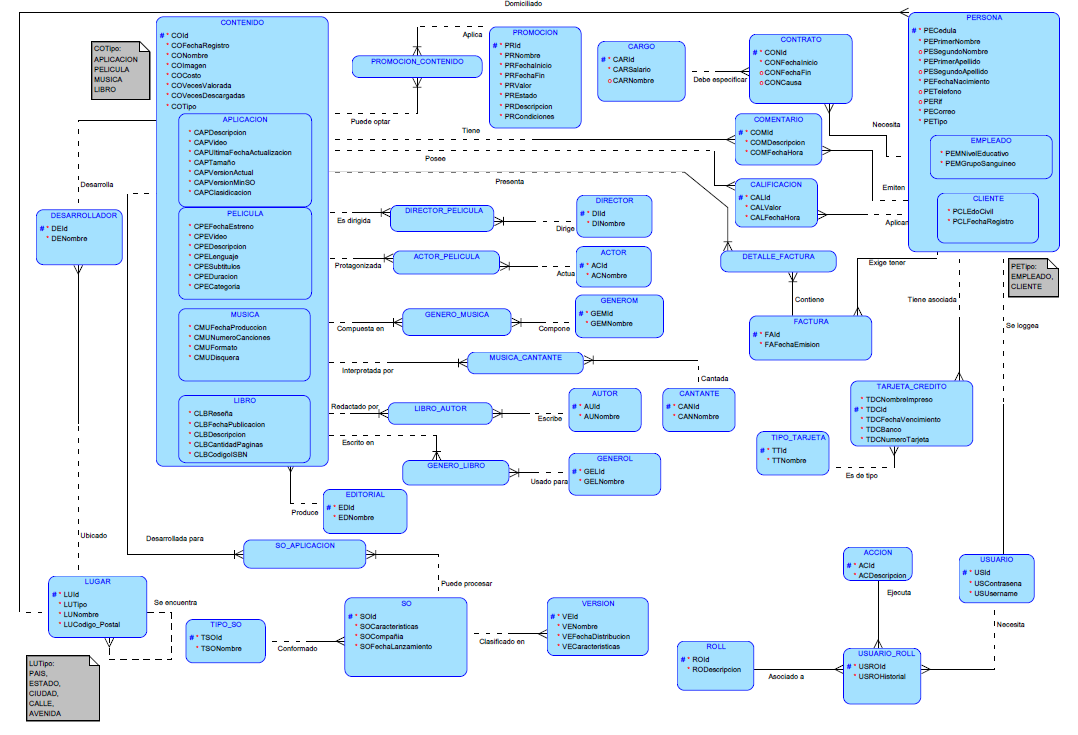 Domiciliado
CONTENIDO
# * COId
* COFechaRegistro
* CONombre
* COImagen
* COCosto
* COVecesValorada
* COVecesDescargadas
* COTipo
COTipo:
APLICACION
PELICULA
MUSICA
LIBRO
APLICACION
* CAPDescripcion
* CAPVideo
* CAPUltimaFechaActualizacion
* CAPTamaño
* CAPVersionActual
* CAPVersionMinSO
* CAPClasidicacion
PELICULA
* CPEFechaEstreno
* CPEVideo
* CPEDescripcion
* CPELenguaje
* CPESubtitulos
* CPEDuracion
* CPECategoria
MUSICA
* CMUFechaProduccion
* CMUNumeroCanciones
* CMUFormato
* CMUDisquera
LIBRO
* CLBReseña
* CLBFechaPublicacion
* CLBDescripcion
* CLBCantidadPaginas
* CLBCodigoISBN
PROMOCION_CONTENIDO
Aplica
Puede optar
PROMOCION
* PRId
* PRNombre
* PRFechaInicio
* PRFechaFin
* PRValor
* PREstado
* PRDescripcion
* PRCondiciones
CARGO
# * CARId
* CARSalario
o CARNombre
Debe especificar
CONTRATO
# * CONId
* CONFechaInicio
o CONFechaFin
o CONCausa
Necesita
PERSONA
# * PECedula
* PEPrimerNombre
o PESegundoNombre
* PEPrimerApellido
o PESegundoApellido
* PEFechaNacimiento
o PETelefono
o PERif
* PECorreo
* PETipo
EMPLEADO
* PEMNivelEducativo
* PEMGrupoSanguineo
CLIENTE
* PCLEdoCivil
* PCLFechaRegistro
PETipo:
EMPLEADO,
CLIENTE
Tiene
COMENTARIO
# * COMId
* COMDescripcion
* COMFechaHora
Emiten
Posee
CALIFICACION
# * CALId
* CALValor
* CALFechaHora
Aplican
Presenta
DETALLE_FACTURA
Contiene
FACTURA
# * FAId
* FAFechaEmision
Exige tener
Tiene asociada
Se loggea
Desarrolla
DESARROLLADOR
# * DEId
* DENombre
Ubicado
Es dirigida
DIRECTOR_PELICULA
Dirige
DIRECTOR
# * DIId
* DINombre
Protagonizada
ACTOR_PELICULA
Actua
ACTOR
# * ACId
* ACNombre
Compuesta en
GENERO_MUSICA
Compone
GENEROM
# * GEMId
* GEMNombre
Interpretada por
MUSICA_CANTANTE
Cantada
CANTANTE
# * CANId
* CANNombre
Redactado por
LIBRO_AUTOR
Escribe
AUTOR
# * AUId
* AUNombre
Escrito en
GENERO_LIBRO
Usado para
GENEROL
# * GELId
* GELNombre
Produce
EDITORIAL
# * EDId
* EDNombre
TARJETA_CREDITO
* TDCNombreImpreso
# * TDCId
* TDCFechaVencimiento
* TDCBanco
* TDCNumeroTarjeta
TIPO_TARJETA
# * TTId
* TTNombre
Es de tipo
Desarrollada para
SO_APLICACION
Puede procesar
LUGAR
# * LUId
* LUTipo
* LUNombre
* LUCodigo_Postal
Se encuentra
LUTipo:
PAIS,
ESTADO,
CIUDAD,
CALLE,
AVENIDA
TIPO_SO
# * TSOId
* TSONombre
Conformado
SO
# * SOId
* SOCaracteristicas
* SOCompañia
* SOFechaLanzamiento
Clasificado en
VERSION
# * VEId
* VENombre
* VEFechaDistribucion
* VECaracteristicas
ACCION
# * ACId
* ACDescripcion
Ejecuta
USUARIO
# * USId
* USContrasena
* USUsername
Necesita
ROLL
# * ROId
* RODescripcion
Asociado a
USUARIO_ROLL
# * USROId
* USROHistorial